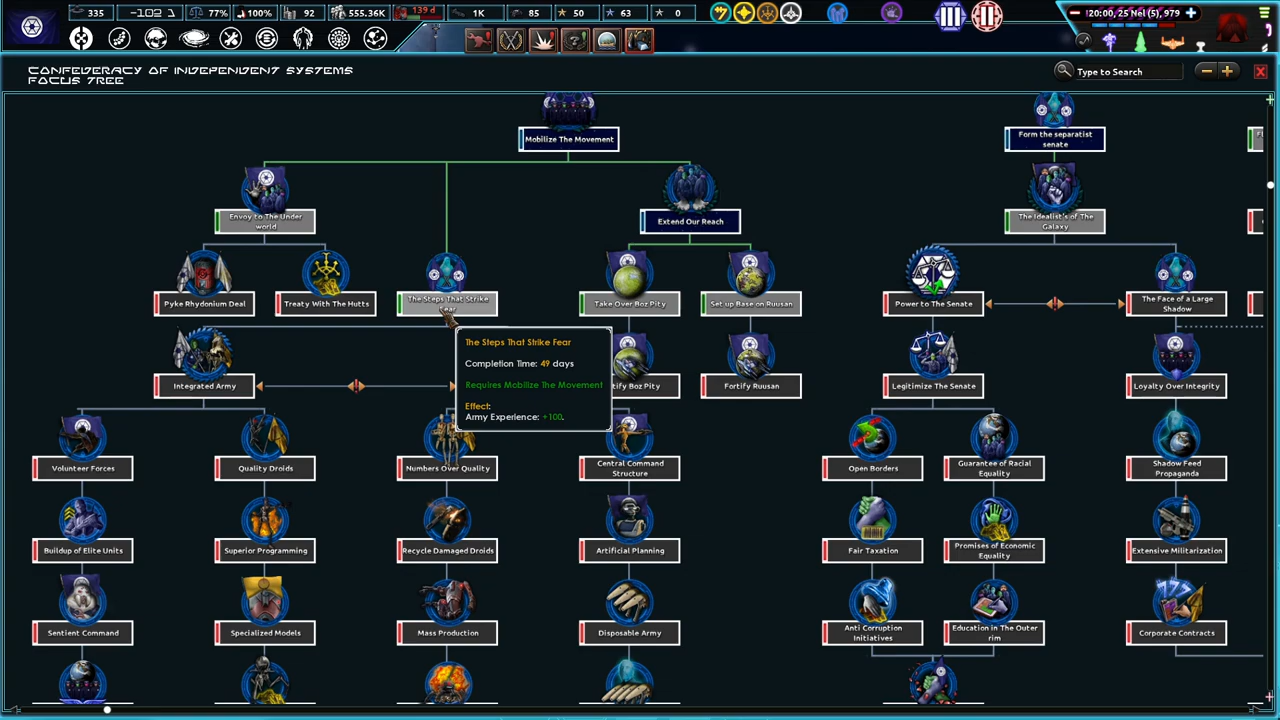 335
-102
77%
100%
92
555.36K
139 d
1K
85
50
63
0
20:00, 25 Nel (5), 979
CONFEDERACY OF INDEPENDENT SYSTEMS
FOCUS TREE
Type to Search
Mobilize The Movement
Form the separatist
senate
Envoy to The Under
world
Extend Our Reach
The Idealist's of The
Galaxy
Pyke Rhydonium Deal
Treaty With The Hutts
The Steps That Strike
Fear
Take Over Boz Pity
Set up Base on Ruusan
Power to The Senate
The Face of a Large
Shadow
The Steps That Strike Fear
Completion Time: 49 days
Requires Mobilize The Movement
Effect:
Army Experience: +100.
Integrated Army
Boz Pity
Fortify Ruusan
Legitimize The Senate
Loyalty Over Integrity
Volunteer Forces
Quality Droids
Numbers Over Quality
Central Command
Structure
Open Borders
Guarantee of Racial
Equality
Shadow Feed
Propaganda
Buildup of Elite Units
Superior Programming
Recycle Damaged Droids
Artificial Planning
Fair Taxation
Promises of Economic
Equality
Extensive Militarization
Sentient Command
Specialized Models
Mass Production
Disposable Army
Anti Corruption
Initiatives
Education in The Outer
rim
Corporate Contracts